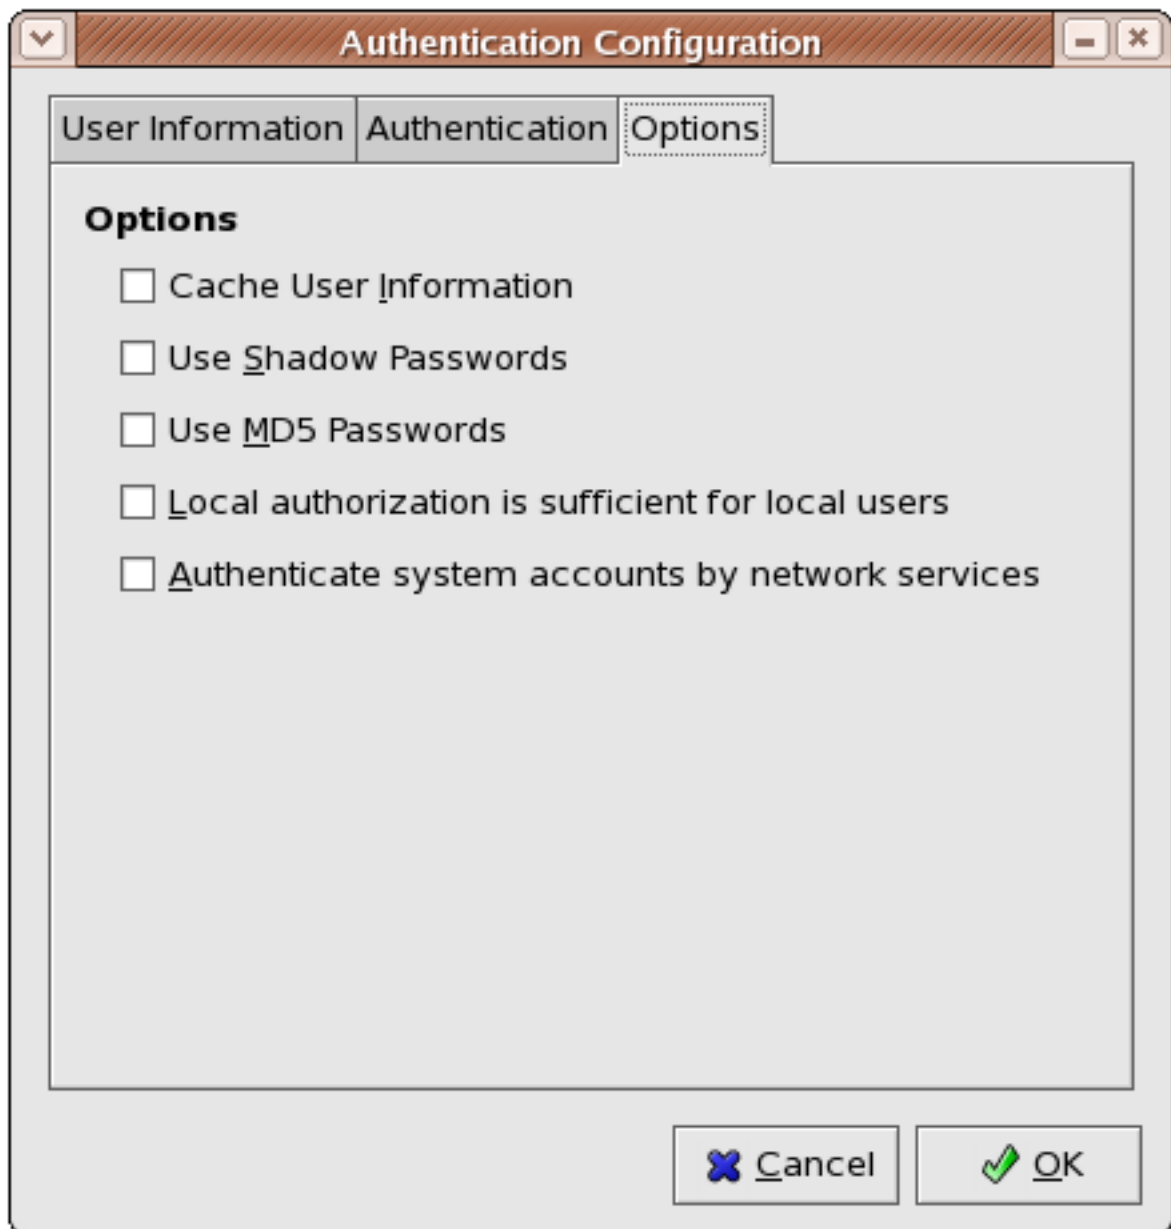 Authentication Configuration
User Information Authentication Options
Options
Cache User Information
Use Shadow Passwords
Use MD5 Passwords
Local authorization is sufficient for local users
Authenticate system accounts by network services
Cancel OK